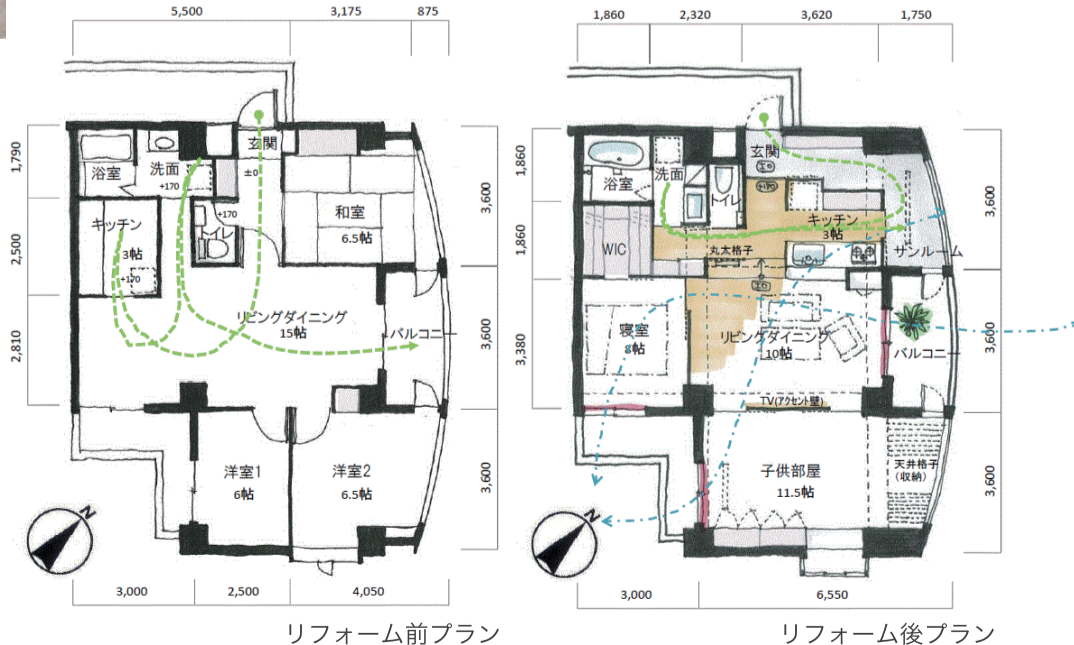 5,500
3,175
875
1,790
2,500
2,810
3,600
3,600
3,600
浴室
洗面
+170
玄関
±0
和室
6.5帖
キッチン
3帖
+170
+170
トイレ
リビングダイニング
15帖
バルコニー
洋室1
6帖
洋室2
6.5帖
N
3,000
2,500
4,050
リフォーム前プラン
1,860
2,320
3,620
1,750
1,860
1,860
3,380
3,600
3,600
3,600
浴室
洗面
トイレ
玄関
+170
キッチン
3帖
サンルーム
WIC
丸太格子
寝室
8帖
リビングダイニング
10帖
バルコニー
TV(アクセント壁)
子供部屋
11.5帖
天井格子
(収納)
N
3,000
6,550
リフォーム後プラン